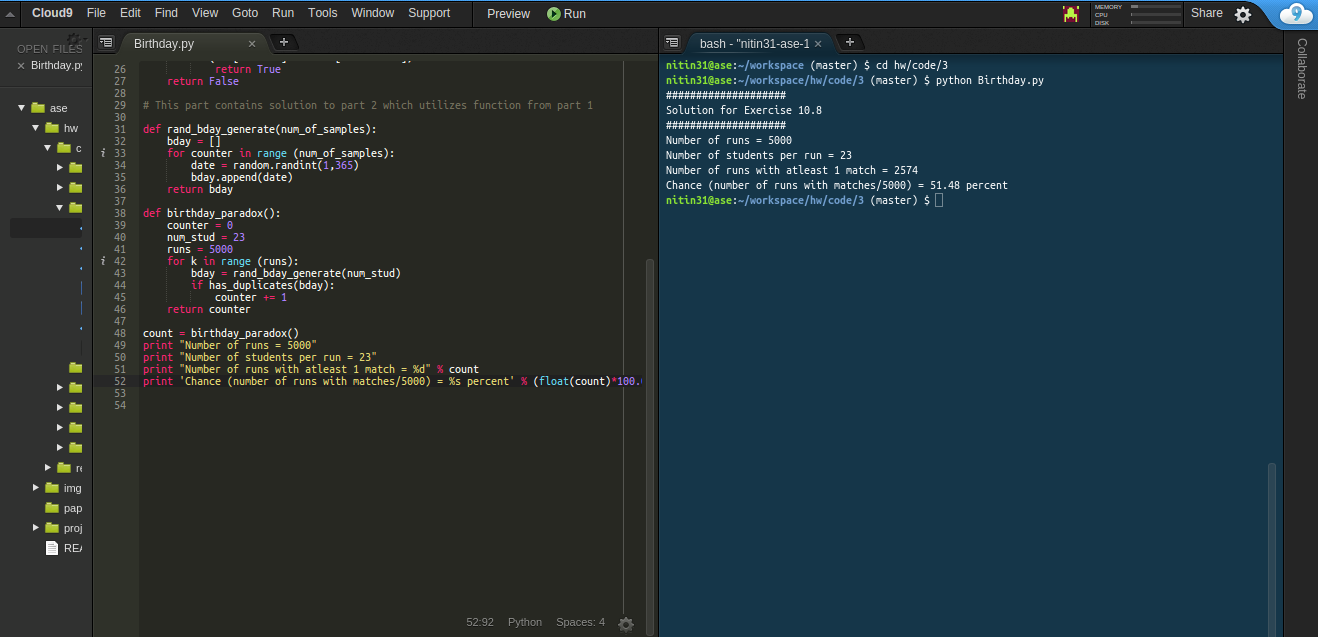 Cloud9 File Edit Find View Goto Run Tools Window Support Preview Run MEMORY CPU DISK Share
OPEN FILES
Birthday.py
ase
hw
c
re
img
pap
proj
REA
Birthday.py
26 return True
27 return False
28
29 # This part contains solution to part 2 which utilizes function from part 1
30
31 def rand_bday_generate(num_of_samples):
32 bday = []
33 for counter in range (num_of_samples):
34 date = random.randint(1,365)
35 bday.append(date)
36 return bday
37
38 def birthday_paradox():
39 counter = 0
40 num_stud = 23
41 runs = 5000
42 for k in range (runs):
43 bday = rand_bday_generate(num_stud)
44 if has_duplicates(bday):
45 counter += 1
46 return counter
47
48 count = birthday_paradox()
49 print "Number of runs = 5000"
50 print "Number of students per run = 23"
51 print "Number of runs with atleast 1 match = %d" % count
52 print 'Chance (number of runs with matches/5000) = %s percent' % (float(count)*100.
53
54
52:92 Python Spaces: 4
bash - "nitin31-ase-1
nitin31@ase:~/workspace (master) $ cd hw/code/3
nitin31@ase:~/workspace/hw/code/3 (master) $ python Birthday.py
####################
Solution for Exercise 10.8
####################
Number of runs = 5000
Number of students per run = 23
Number of runs with atleast 1 match = 2574
Chance (number of runs with matches/5000) = 51.48 percent
nitin31@ase:~/workspace/hw/code/3 (master) $
Collaborate